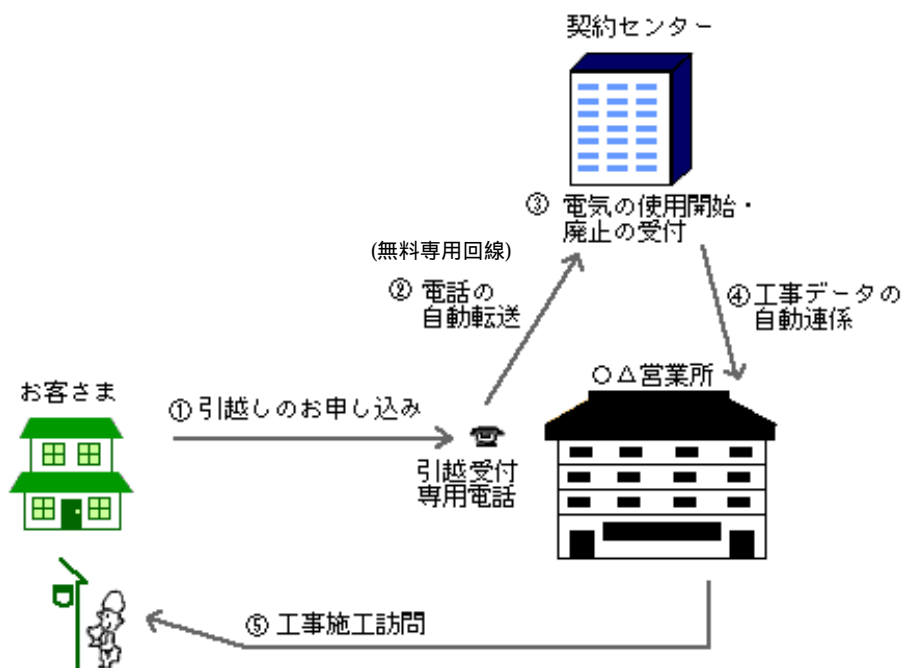 契約センター
③ 電気の使用開始・
廃止の受付
(無料専用回線)
② 電話の
自動転送
④工事データの
自動連係
○△営業所
お客さま
①引越しのお申し込み
引越受付
専用電話
⑤ 工事施工訪問